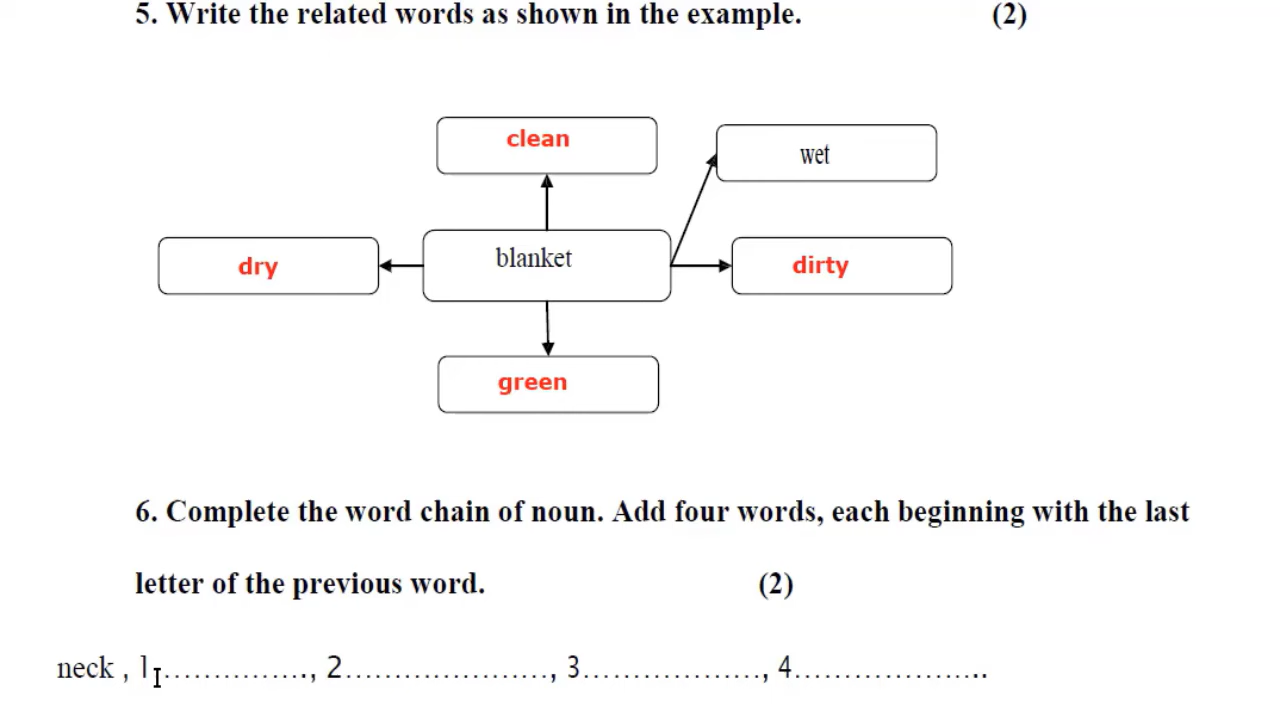 5. Write the related words as shown in the example. (2)
clean
wet
dry
blanket
dirty
green
6. Complete the word chain of noun. Add four words, each beginning with the last
letter of the previous word. (2)
neck , 1..............., 2....................., 3.................., 4....................